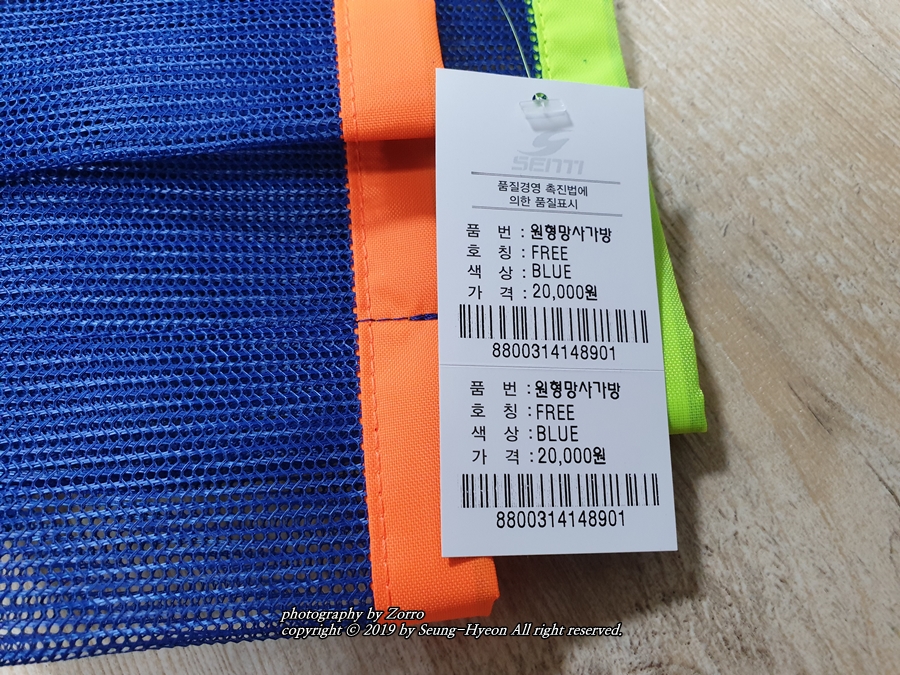 SENTI
품질경영 촉진법에
의한 품질표시
품 번 : 원형망사가방
호 칭 : FREE
색 상 : BLUE
가 격 : 20,000원
8800314148901
품 번 : 원형망사가방
호 칭 : FREE
색 상 : BLUE
가 격 : 20,000원
8800314148901
photography by Zorro
copyright © 2019 by Seung-Hyeon All right reserved.